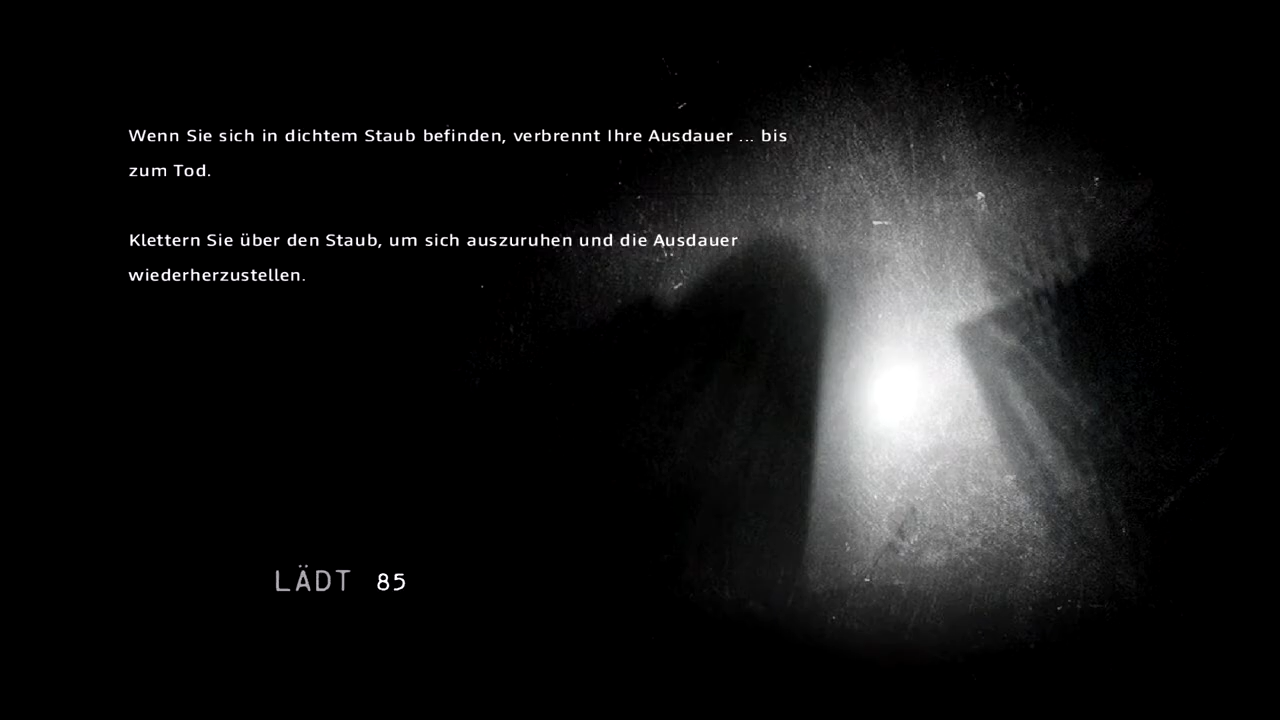 Wenn Sie sich in dichtem Staub befinden, verbrennt Ihre Ausdauer ... bis
zum Tod.
Klettern Sie über den Staub, um sich auszuruhen und die Ausdauer
wiederherzustellen.
LÄDT 85